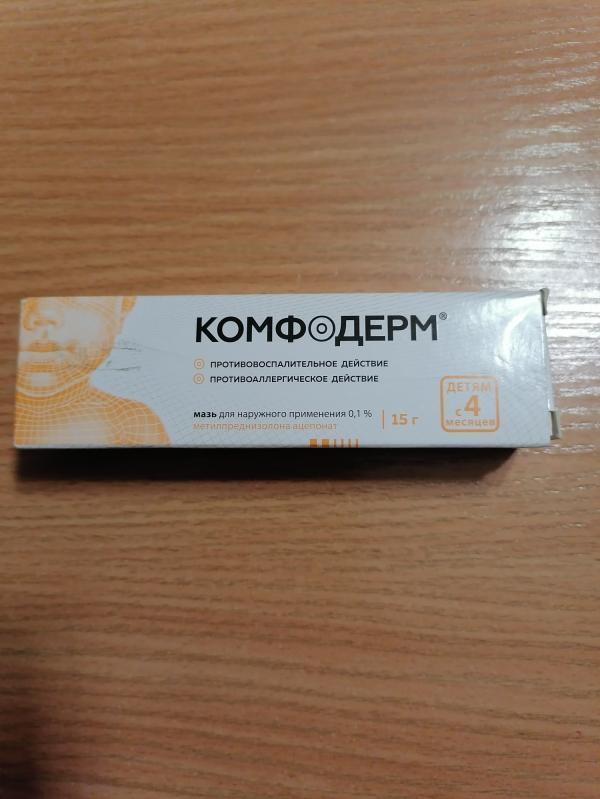 КОМФОДЕРМ®
ПРОТИВОВОСПАЛИТЕЛЬНОЕ ДЕЙСТВИЕ
ПРОТИВОАЛЛЕРГИЧЕСКОЕ ДЕЙСТВИЕ
мазь для наружного применения 0,1 %
метилпреднизолона ацепонат
15 г
ДЕТЯМ
с 4
месяцев